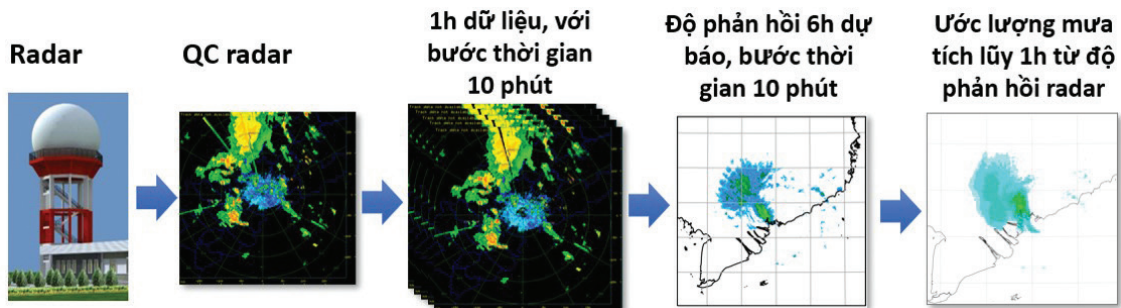 Radar
QC radar
1h dữ liệu, với
bước thời gian
10 phút
Độ phản hồi 6h dự
báo, bước thời
gian 10 phút
Ước lượng mưa
tích lũy 1h từ độ
phản hồi radar